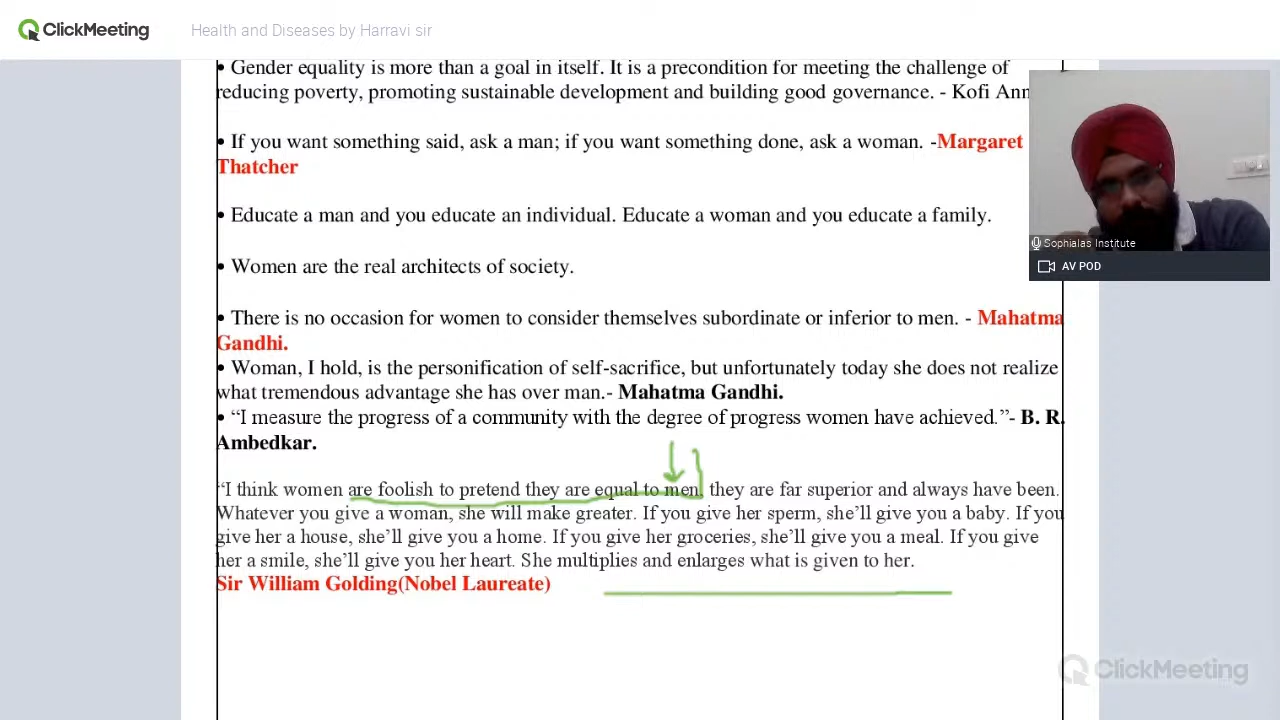 ClickMeeting
Health and Diseases by Harravi sir
• Gender equality is more than a goal in itself. It is a precondition for meeting the challenge of
reducing poverty, promoting sustainable development and building good governance. - Kofi Ann
• If you want something said, ask a man; if you want something done, ask a woman. -Margaret
Thatcher
• Educate a man and you educate an individual. Educate a woman and you educate a family.
• Women are the real architects of society.
• There is no occasion for women to consider themselves subordinate or inferior to men. - Mahatma
Gandhi.
• Woman, I hold, is the personification of self-sacrifice, but unfortunately today she does not realize
what tremendous advantage she has over man.- Mahatma Gandhi.
• “I measure the progress of a community with the degree of progress women have achieved.”- B. R.
Ambedkar.
“I think women are foolish to pretend they are equal to men, they are far superior and always have been.
Whatever you give a woman, she will make greater. If you give her sperm, she’ll give you a baby. If you
give her a house, she’ll give you a home. If you give her groceries, she’ll give you a meal. If you give
her a smile, she’ll give you her heart. She multiplies and enlarges what is given to her.
Sir William Golding(Nobel Laureate)
Sophialas Institute
AV POD
ClickMeeting